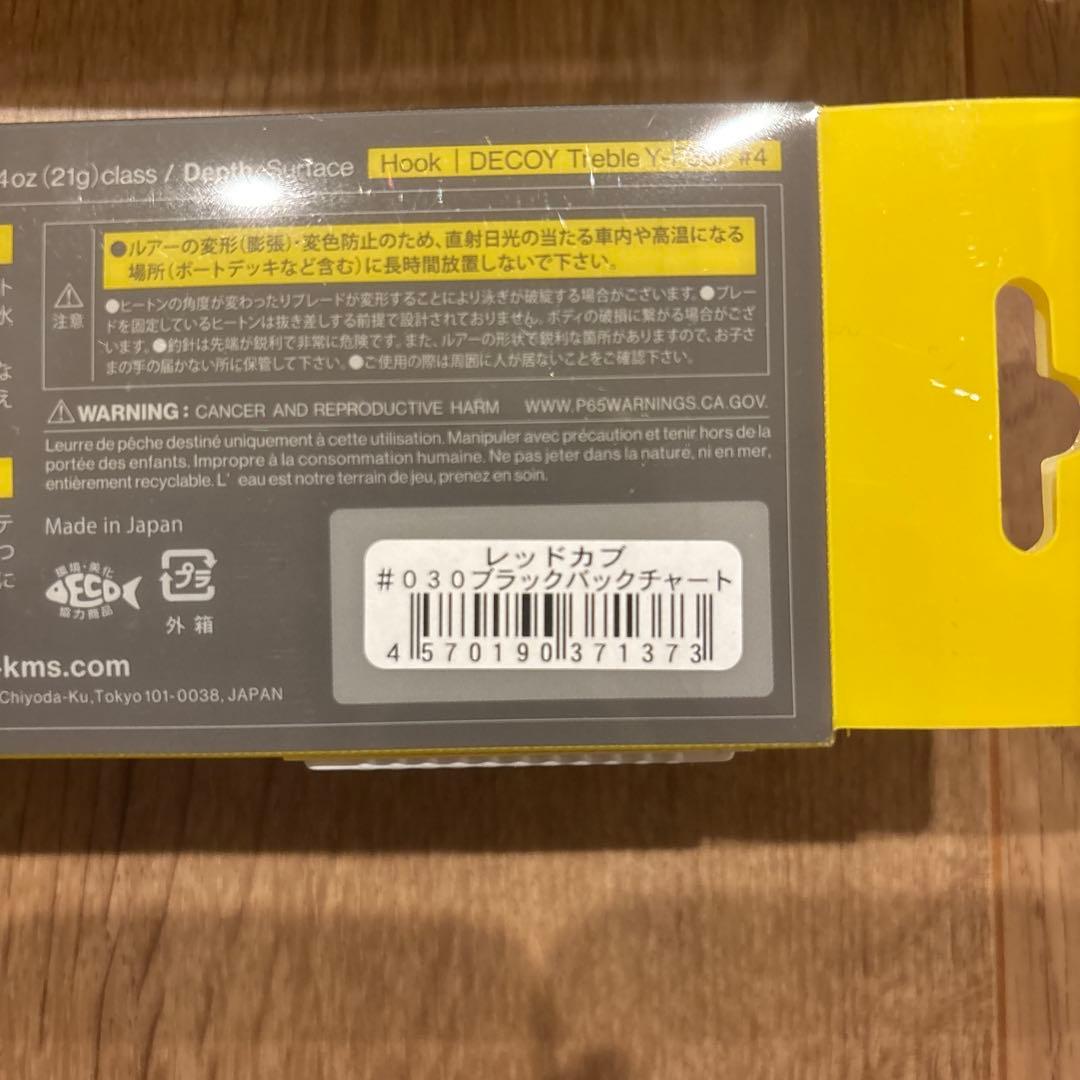 4oz (21g)class / Depth Surface
Hook | DECOY Treble #4
●ルアーの変形(膨張)・変色防止のため、直射日光の当たる車内や高温になる
場所(ボートデッキなど含む)に長時間放置しないで下さい。
注意
●ヒートンの角度が変わったりブレードが変形することにより泳ぎが破綻する場合がございます。●ブレー
ドを固定しているヒートンは抜き差しする前提で設計されておりません。ボディの破損に繋がる場合がござ
います。●釣針は先端が鋭利で非常に危険です。また、ルアーの形状で鋭利な箇所がありますので、お子さ
まの手の届かない所に保管して下さい。●ご使用の際は周囲に人が居ないことをご確認下さい。
ト
水
な
え
⚠WARNING: CANCER AND REPRODUCTIVE HARM WWW.P65WARNINGS.CA.GOV.
Leurre de pêche destiné uniquement à cette utilisation. Manipuler avec précaution et tenir hors de la
portée des enfants. Impropre à la consommation humaine. Ne pas jeter dans la nature, ni en mer,
entièrement recyclable. L' eau est notre terrain de jeu, prenez en soin.
テ
つ
に
Made in Japan
環境・美化
DECO
協力商品
プラ
外箱
-kms.com
Chiyoda-Ku,Tokyo 101-0038, JAPAN
レッドカブ
#030ブラックバックチャート
4 570190 371373